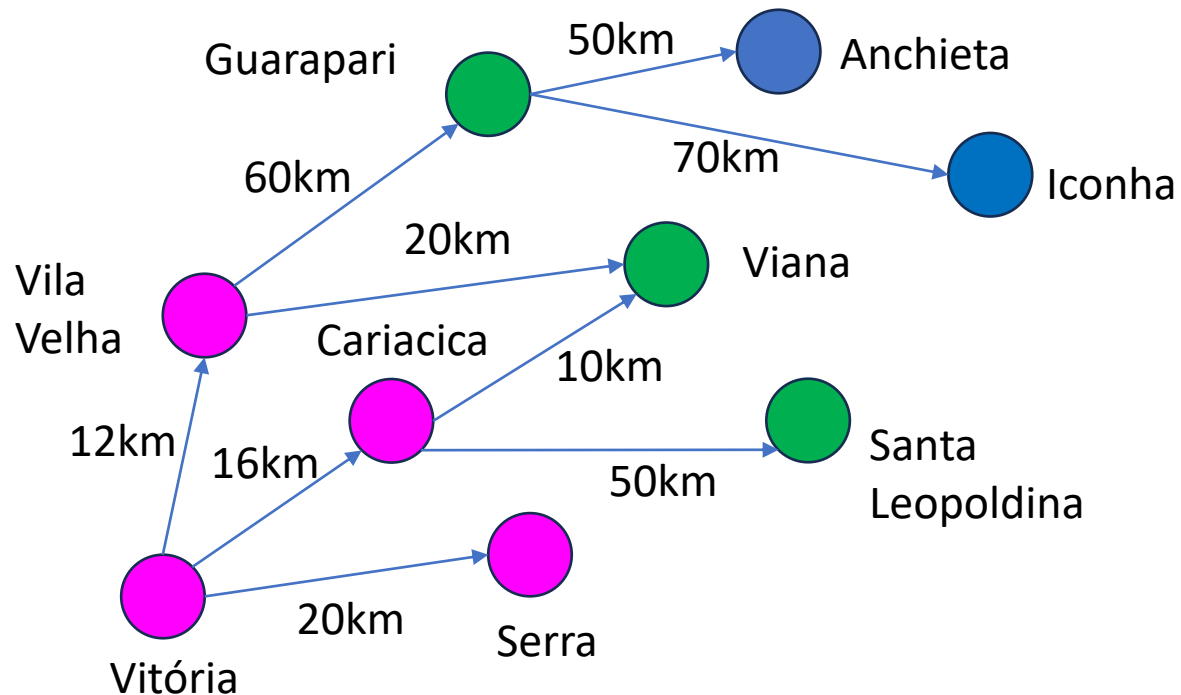 50km
Guarapari
Anchieta
70km
60km
Iconha
20km
Viana
Vila
Velha
Cariacica
10km
12km
16km
50km
Santa
Leopoldina
20km
Serra
Vitória